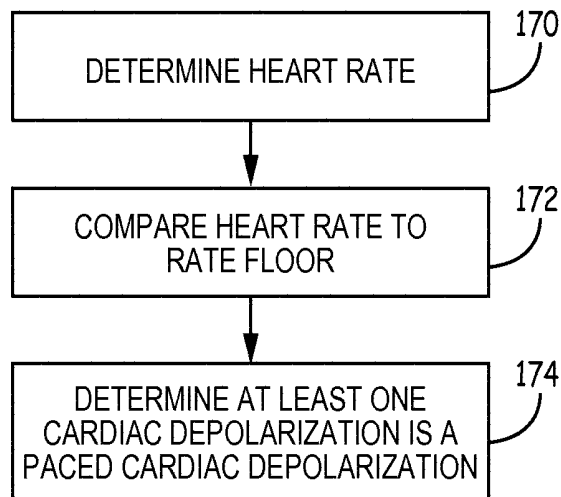 170
DETERMINE HEART RATE
172
COMPARE HEART RATE TO
RATE FLOOR
174
DETERMINE AT LEAST ONE
CARDIAC DEPOLARIZATION IS A
PACED CARDIAC DEPOLARIZATION